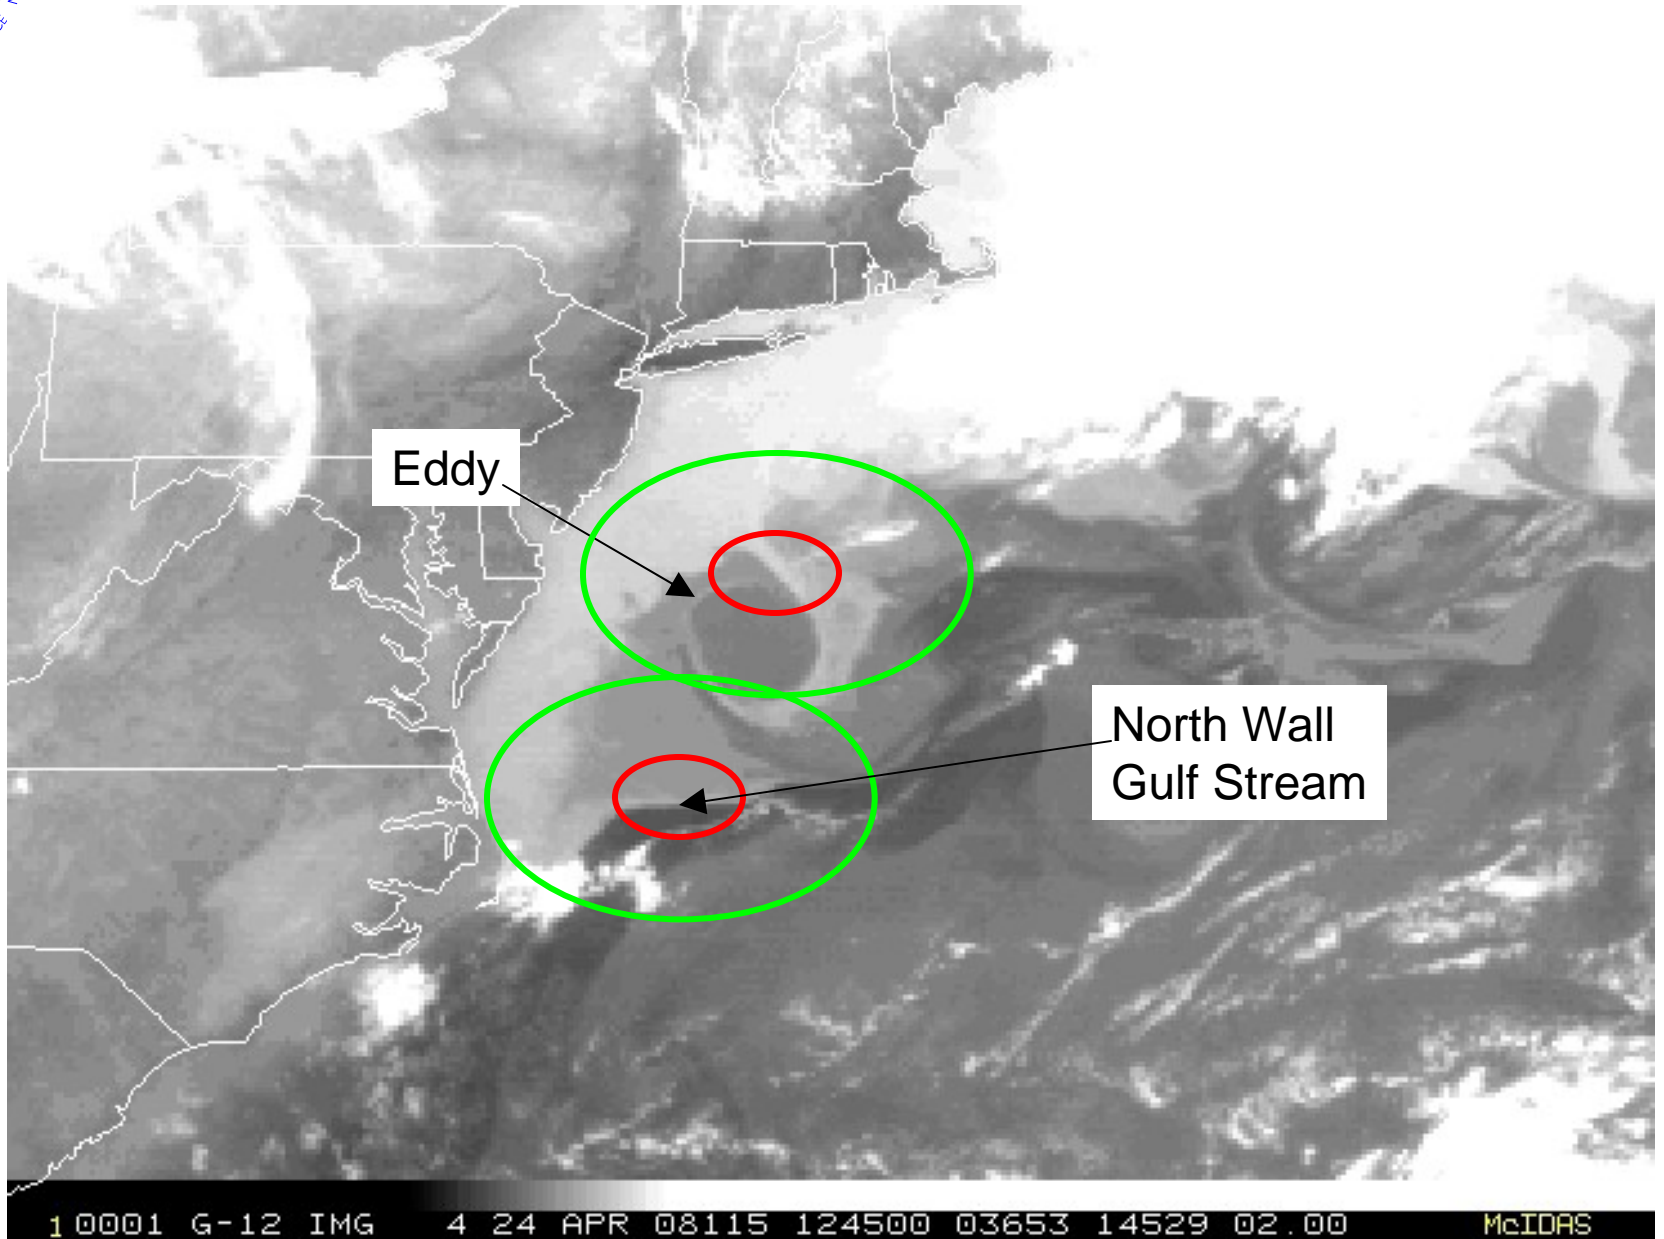 Eddy
North Wall
Gulf Stream
1 0001 G-12 IMG 4 24 APR 08115 124500 03653 14529 02.00 McIDAS